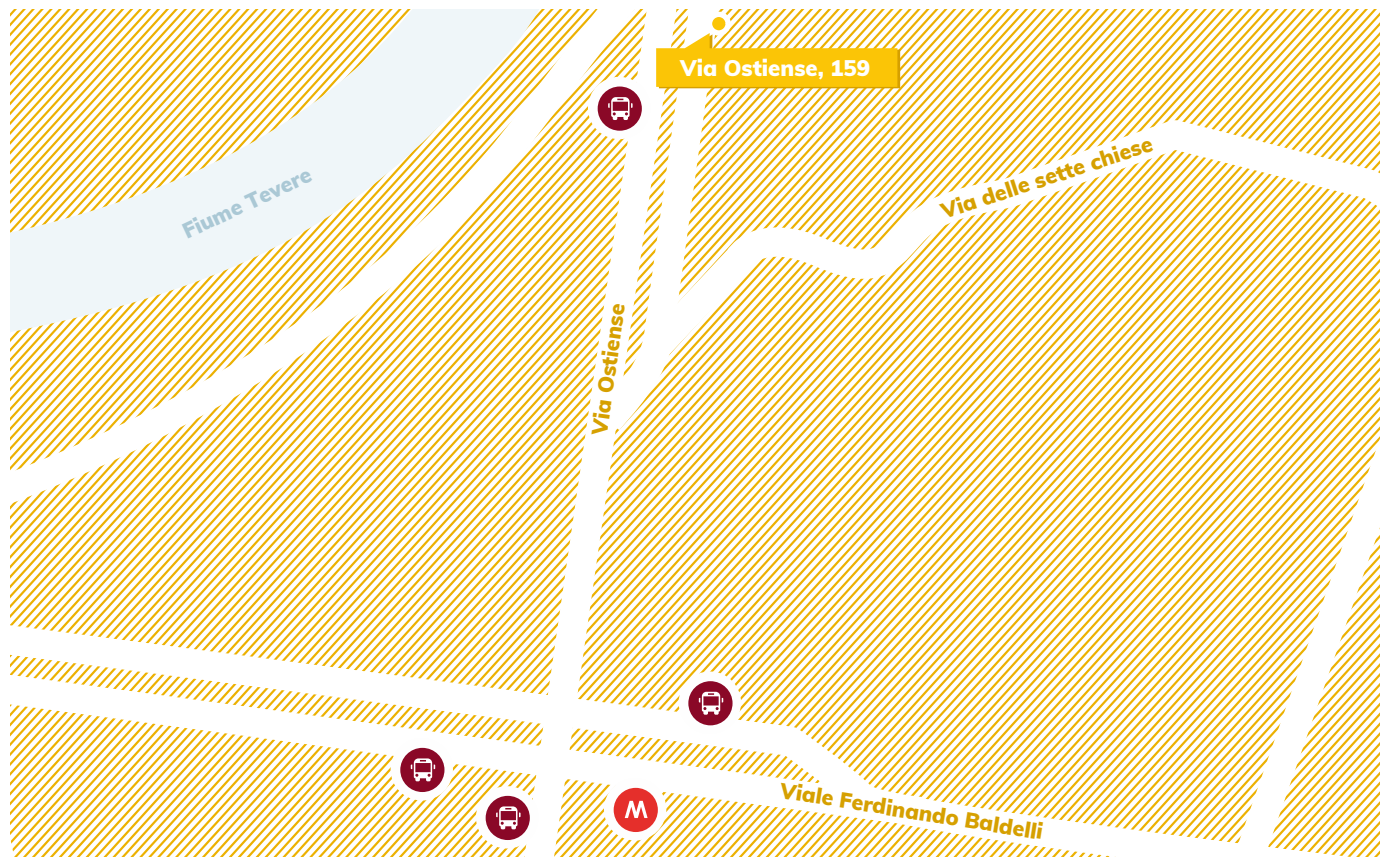 Via Ostiense, 159
Via delle sette chiese
Fiume Tevere
Via Ostiense
Viale Ferdinando Baldelli
M